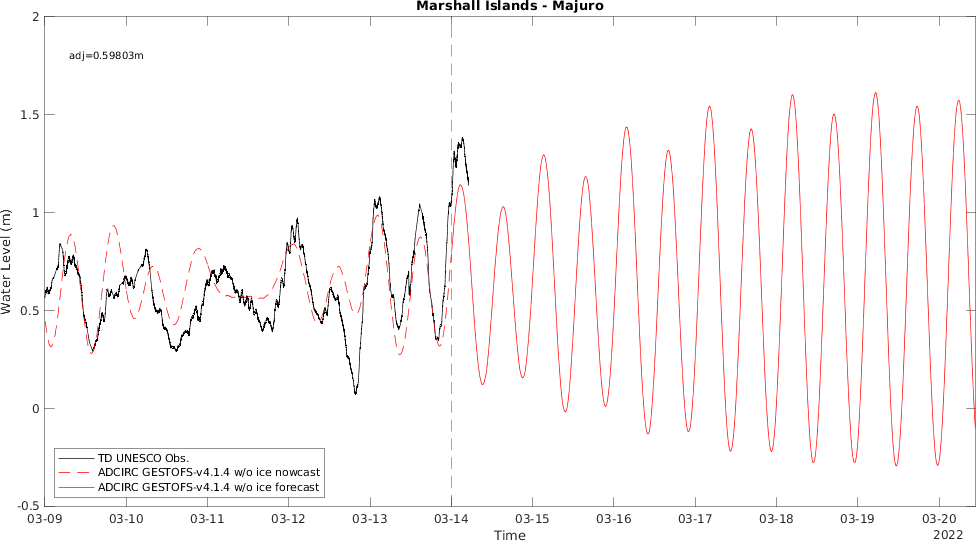 Marshall Islands - Majuro
2
adj=0.59803m
1.5
1
0.5
0
-0.5
Water Level (m)
TD UNESCO Obs.
ADCIRC GESTOFS-v4.1.4 w/o ice nowcast
ADCIRC GESTOFS-v4.1.4 w/o ice forecast
03-09 03-10 03-11 03-12 03-13 03-14 03-15 03-16 03-17 03-18 03-19 03-20
Time
2022